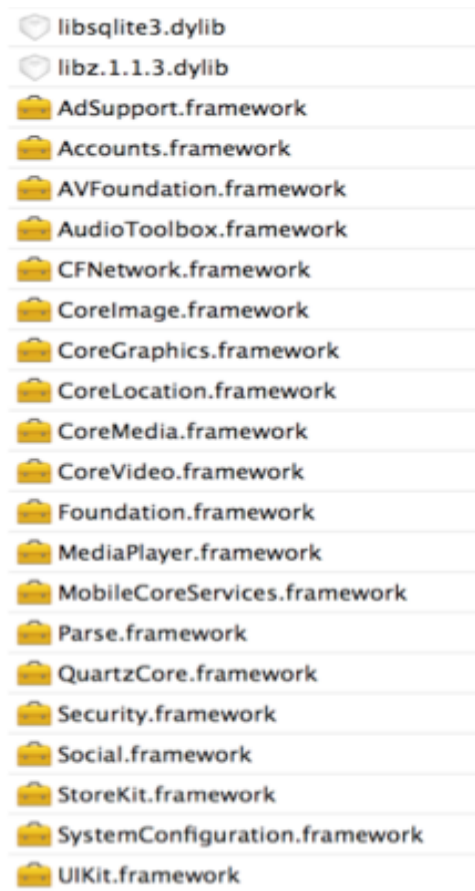 libsqlite3.dylib
libz.1.1.3.dylib
AdSupport.framework
Accounts.framework
AVFoundation.framework
AudioToolbox.framework
CFNetwork.framework
CoreImage.framework
CoreGraphics.framework
CoreLocation.framework
CoreMedia.framework
CoreVideo.framework
Foundation.framework
MediaPlayer.framework
MobileCoreServices.framework
Parse.framework
QuartzCore.framework
Security.framework
Social.framework
StoreKit.framework
SystemConfiguration.framework
UIKit.framework